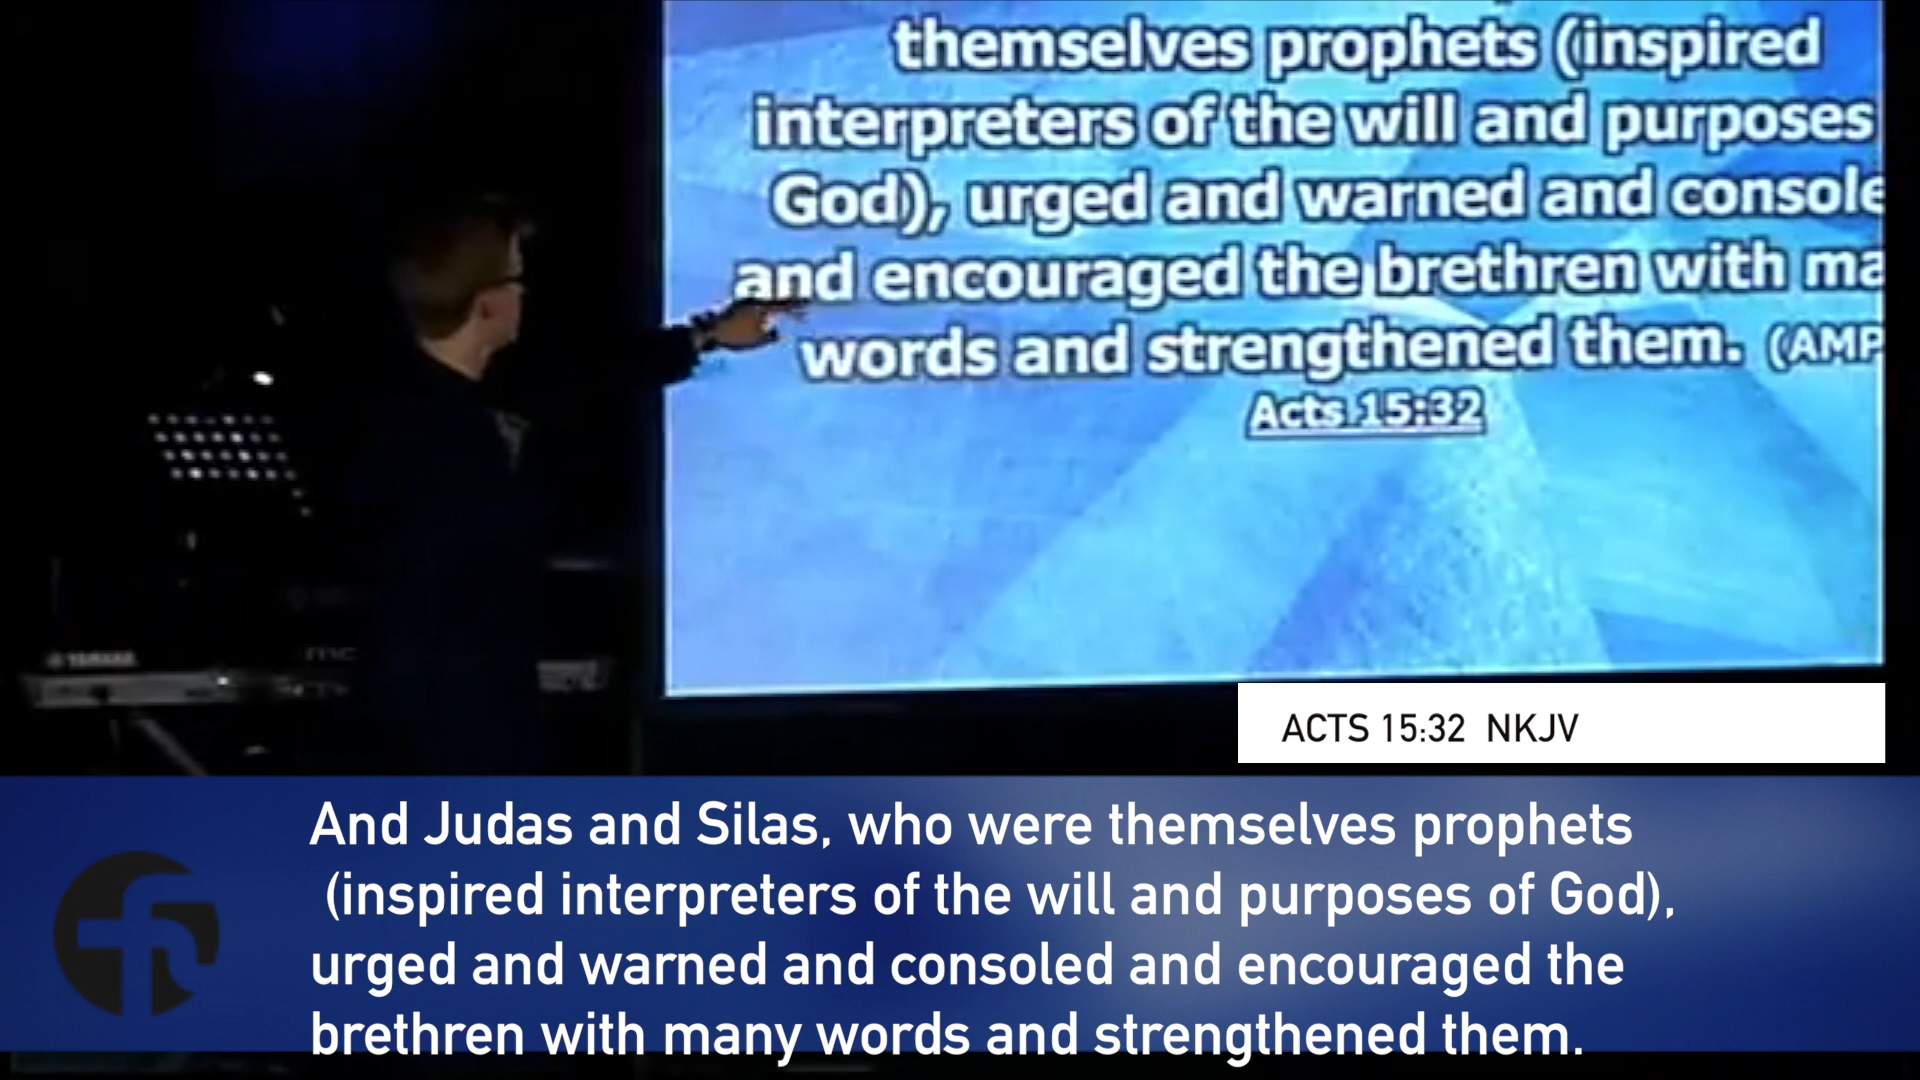 themselves prophets (inspired
interpreters of the will and purposes
God), urged and warned and console
and encouraged the brethren with ma
words and strengthened them. (AMP
Acts 15:32
YAMAHA
ACTS 15:32 NKJV
And Judas and Silas, who were themselves prophets
(inspired interpreters of the will and purposes of God),
urged and warned and consoled and encouraged the
brethren with many words and strengthened them.